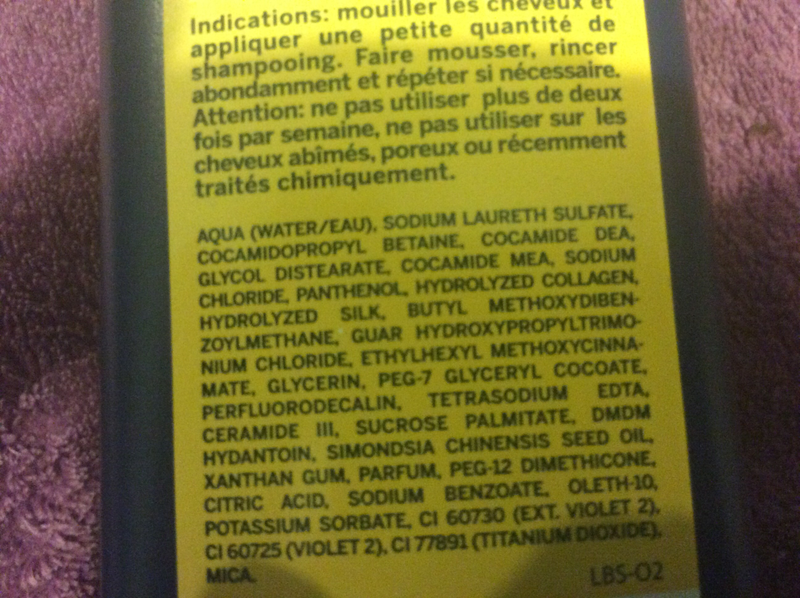 Indications: mouiller les cheveux et
appliquer une petite quantité de
shampooing. Faire mousser, rincer
abondamment et répéter si nécessaire.
Attention: ne pas utiliser plus de deux
fois par semaine, ne pas utiliser sur les
cheveux abîmés, poreux ou récemment
traités chimiquement.
AQUA (WATER/EAU), SODIUM LAURETH SULFATE,
COCAMIDOPROPYL BETAINE, COCAMIDE DEA,
GLYCOL DISTEARATE, COCAMIDE MEA, SODIUM
CHLORIDE, PANTHENOL, HYDROLYZED COLLAGEN,
HYDROLYZED SILK, BUTYL METHOXYDIBEN-
ZOYLMETHANE, GUAR HYDROXYPROPYLTRIMO-
NIUM CHLORIDE, ETHYLHEXYL METHOXYCINNA-
MATE, GLYCERIN, PEG-7 GLYCERYL COCOATE,
PERFLUORODECALIN, TETRASODIUM EDTA,
CERAMIDE III, SUCROSE PALMITATE, DMDM
HYDANTOIN, SIMONDSIA CHINENSIS SEED OIL,
XANTHAN GUM, PARFUM, PEG-12 DIMETHICONE,
CITRIC ACID, SODIUM BENZOATE, OLETH-10,
POTASSIUM SORBATE, CI 60730 (EXT. VIOLET 2),
CI 60725 (VIOLET 2), CI 77891 (TITANIUM DIOXIDE),
MICA.
LBS-02